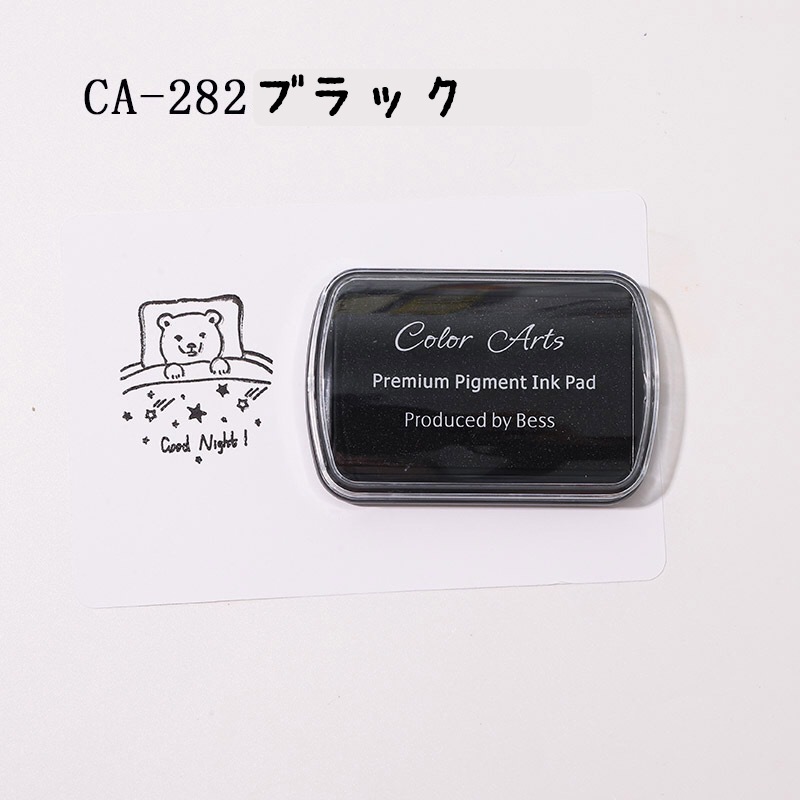 CA-282ブラック
Color Arts
Premium Pigment Ink Pad
Produced by Bess
Good Night!